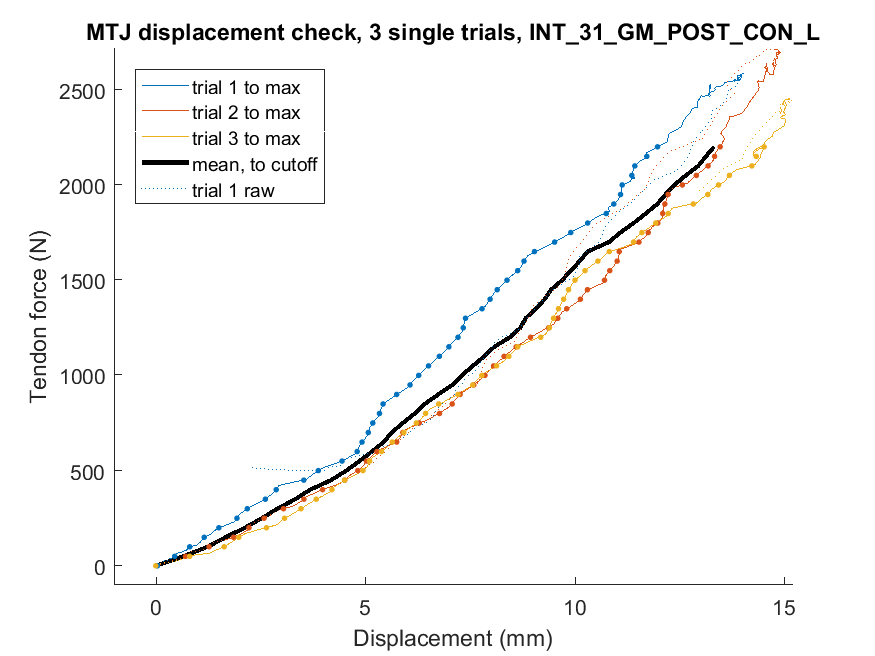 MTJ displacement check, 3 single trials, INT_31_GM_POST_CON_L
trial 1 to max
trial 2 to max
trial 3 to max
mean, to cutoff
trial 1 raw
2500
2000
1500
1000
500
0
Tendon force (N)
0 5 10 15
Displacement (mm)